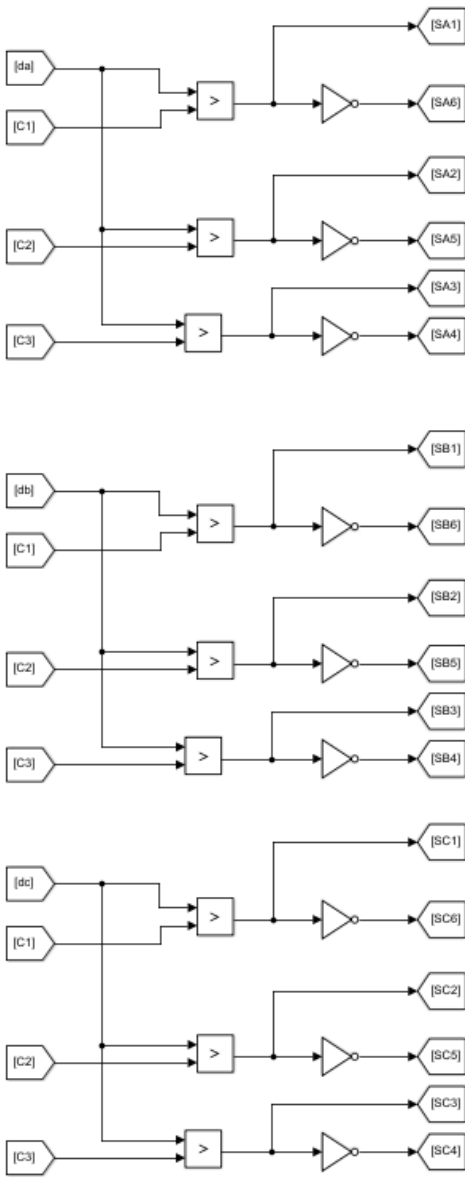 [SA1]
[da]
>
[SA6]
[C1]
[SA2]
[C2]
>
[SA5]
[SA3]
[C3]
>
[SA4]
[SB1]
[db]
>
[SB6]
[C1]
[SB2]
[C2]
>
[SB5]
[SB3]
[C3]
>
[SB4]
[SC1]
[dc]
>
[SC6]
[C1]
[SC2]
[C2]
>
[SC5]
[SC3]
[C3]
>
[SC4]